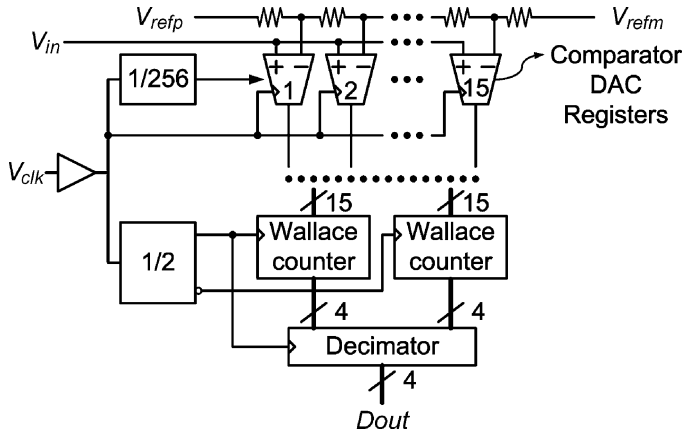 Vrefp
Vrefm
Vin
+ −
+ −
+ −
1/256
1
2
15
Comparator
DAC
Registers
Vclk
15
15
1/2
Wallace
counter
Wallace
counter
4
4
Decimator
4
Dout